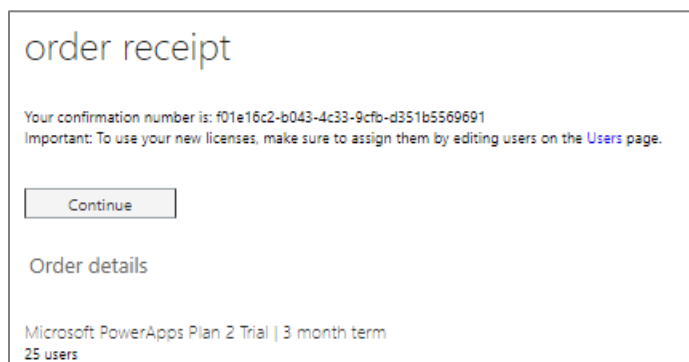 order receipt
Your confirmation number is: f01e16c2-b043-4c33-9cfb-d351b5569691
Important: To use your new licenses, make sure to assign them by editing users on the Users page.
Continue
Order details
Microsoft PowerApps Plan 2 Trial | 3 month term
25 users